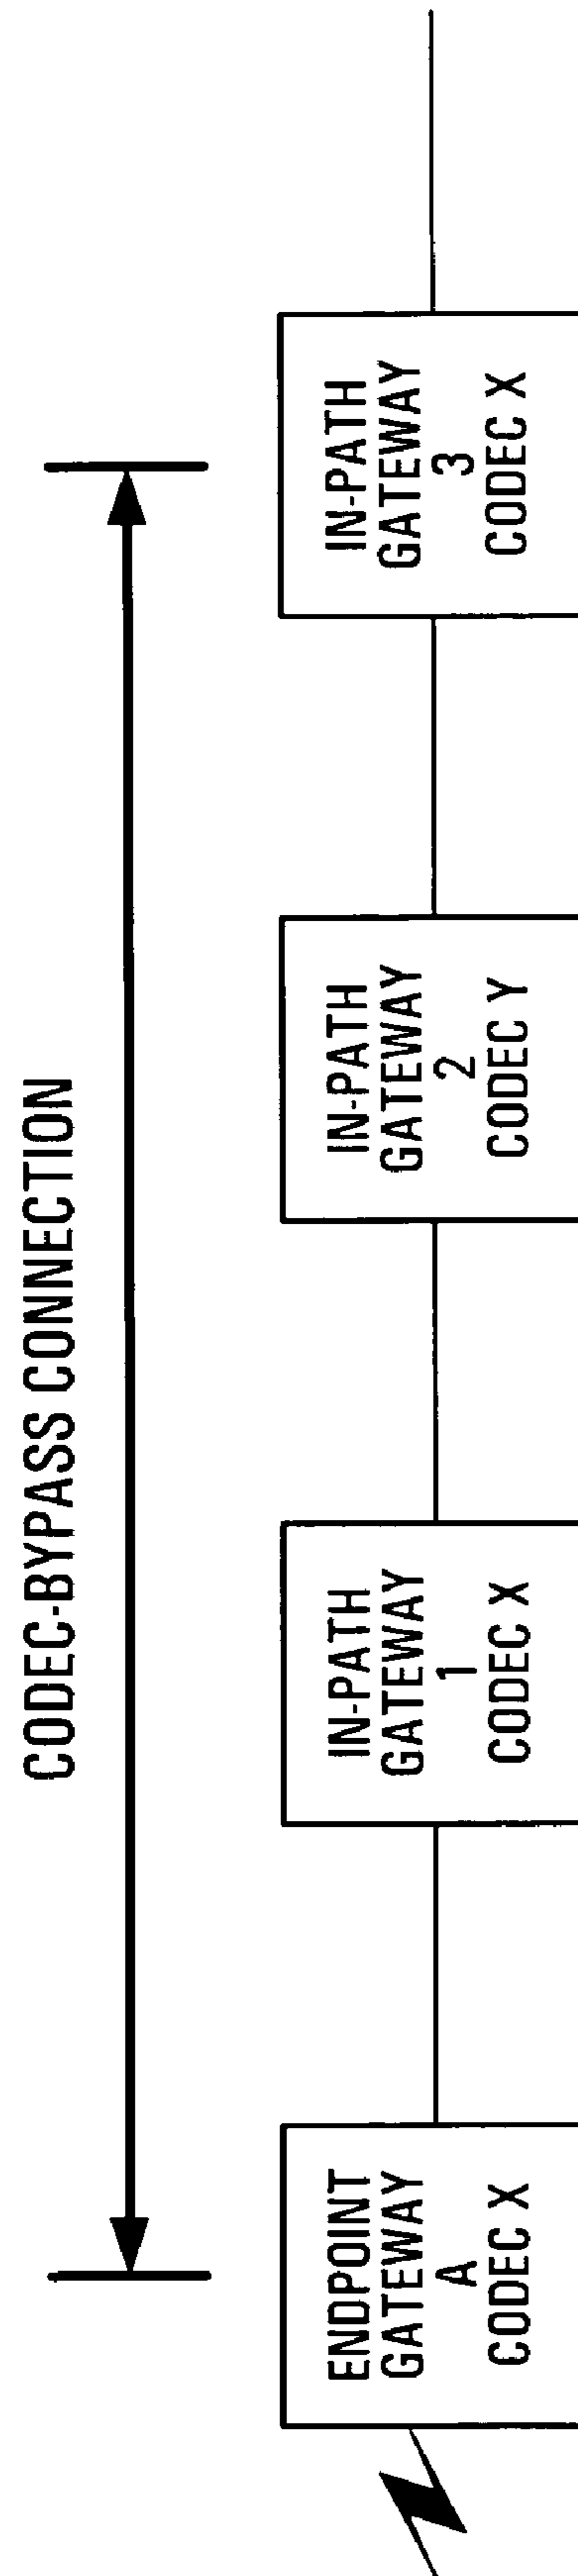 CODEC-BYPASS CONNECTION
ENDPOINT
GATEWAY
A
CODEC X
IN-PATH
GATEWAY
1
CODEC X
IN-PATH
GATEWAY
2
CODEC Y
IN-PATH
GATEWAY
3
CODEC X